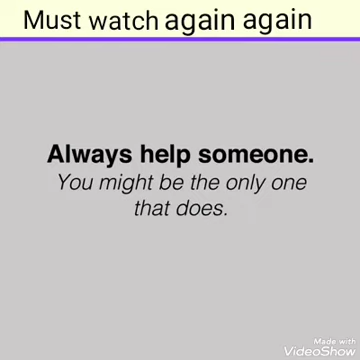 Must watch again again
Always help someone.
You might be the only one
that does.
Made with
VideoShow